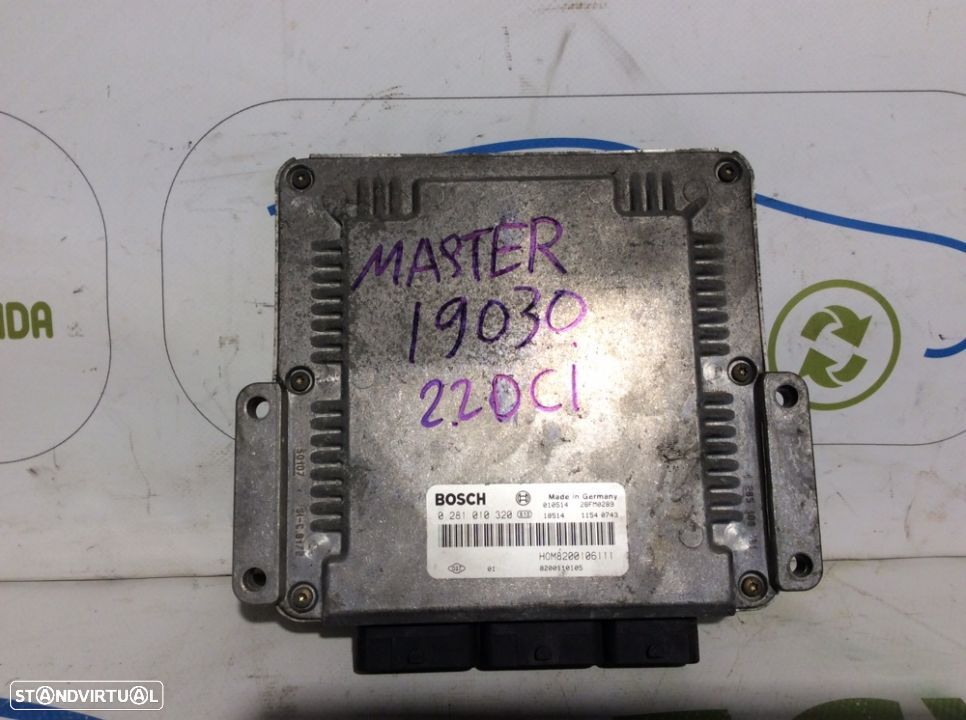 NDA
MASTER
19030
2.2DCI
BOSCH
Made in Germany
0 281 010 320
010514 28FM0289
10514 1154 0743
HOM8200106111
01 8200110105
STANDVIRTUAL